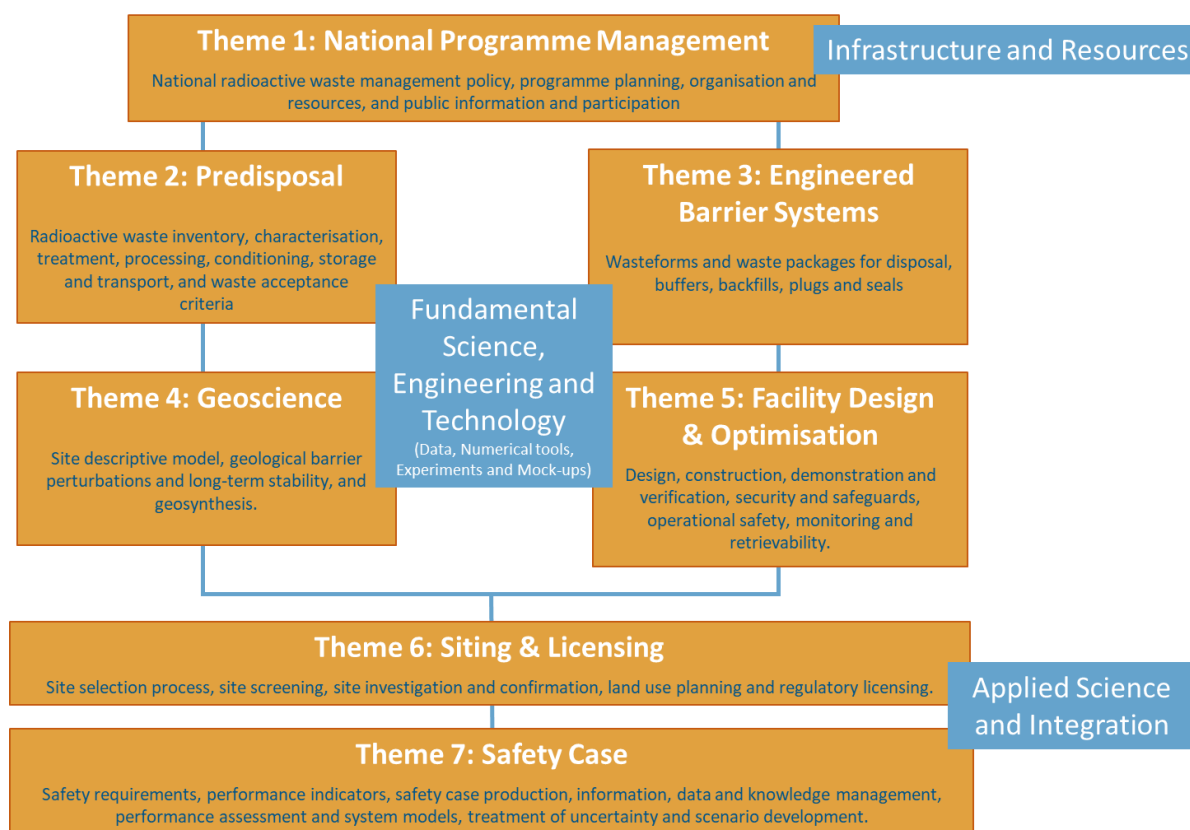 Theme 1: National Programme Management
National radioactive waste management policy, programme planning, organisation and
resources, and public information and participation
Infrastructure and Resources
Theme 2: Predisposal
Radioactive waste inventory, characterisation,
treatment, processing, conditioning, storage
and transport, and waste acceptance
criteria
Theme 3: Engineered
Barrier Systems
Wasteforms and waste packages for disposal,
buffers, backfills, plugs and seals
Fundamental
Science,
Engineering and
Technology
(Data, Numerical tools,
Experiments and Mock-ups)
Theme 4: Geoscience
Site descriptive model, geological barrier
perturbations and long-term stability, and
geosynthesis.
Theme 5: Facility Design
& Optimisation
Design, construction, demonstration and
verification, security and safeguards,
operational safety, monitoring and
retrievability.
Theme 6: Siting & Licensing
Site selection process, site screening, site investigation and confirmation, land use planning and regulatory licensing.
Applied Science
and Integration
Theme 7: Safety Case
Safety requirements, performance indicators, safety case production, information, data and knowledge management,
performance assessment and system models, treatment of uncertainty and scenario development.